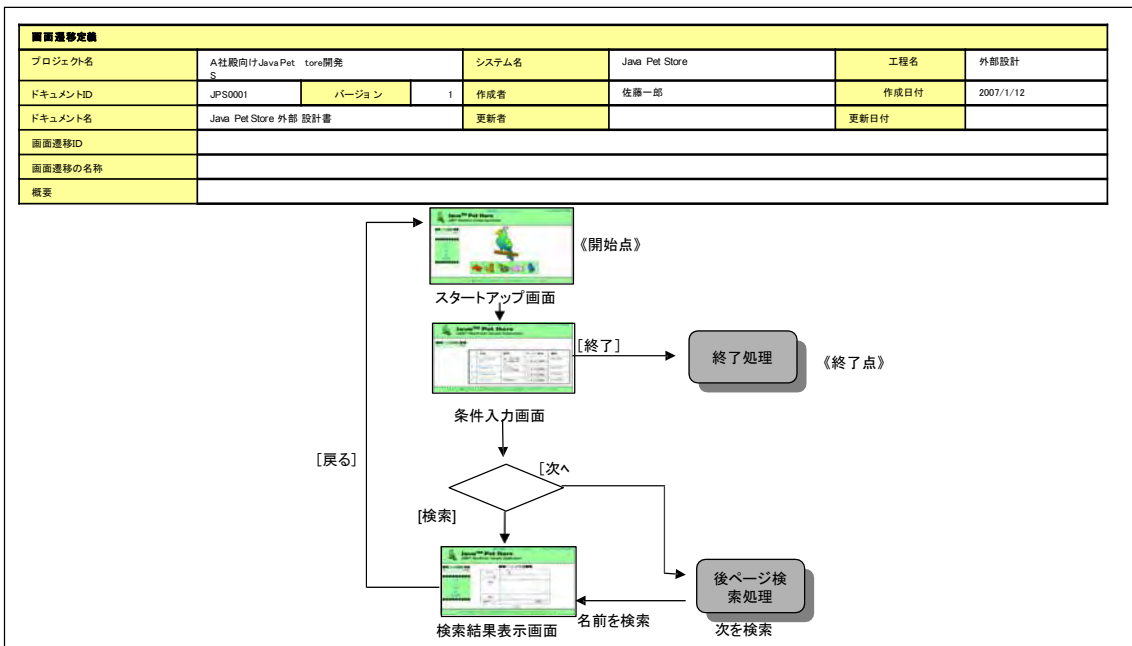 画面遷移定義
プロジェクト名 A社殿向けJava Pet tore開発 システム名 Java Pet Store 工程名 外部設計
S
ドキュメントID JPS0001 バージョン 1 作成者 佐藤一郎 作成日付 2007/1/12
ドキュメント名 Java Pet Store 外部 設計書 更新者 更新日付
画面遷移ID
画面遷移の名称
概要
《開始点》
スタートアップ画面
[終了]
終了処理
《終了点》
条件入力画面
[戻る]
[次へ
[検索]
後ページ検
索処理
名前を検索
検索結果表示画面
次を検索